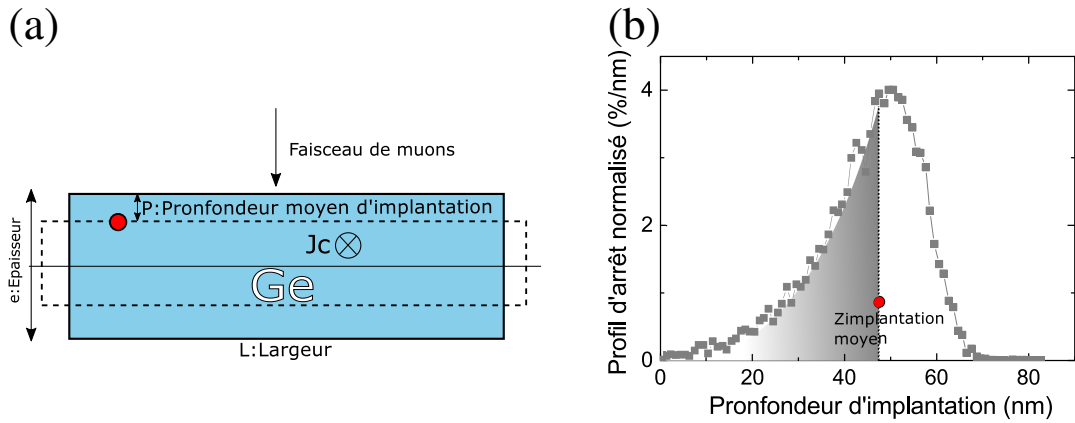 (a)
Faisceau de muons
P:Pronfondeur moyen d'implantation
e:Epaisseur
Jc
Ge
L:Largeur
(b)
Profil d'arrêt normalisé (%/nm)
4
2
0
Zimplantation
moyen
0 20 40 60 80
Pronfondeur d'implantation (nm)